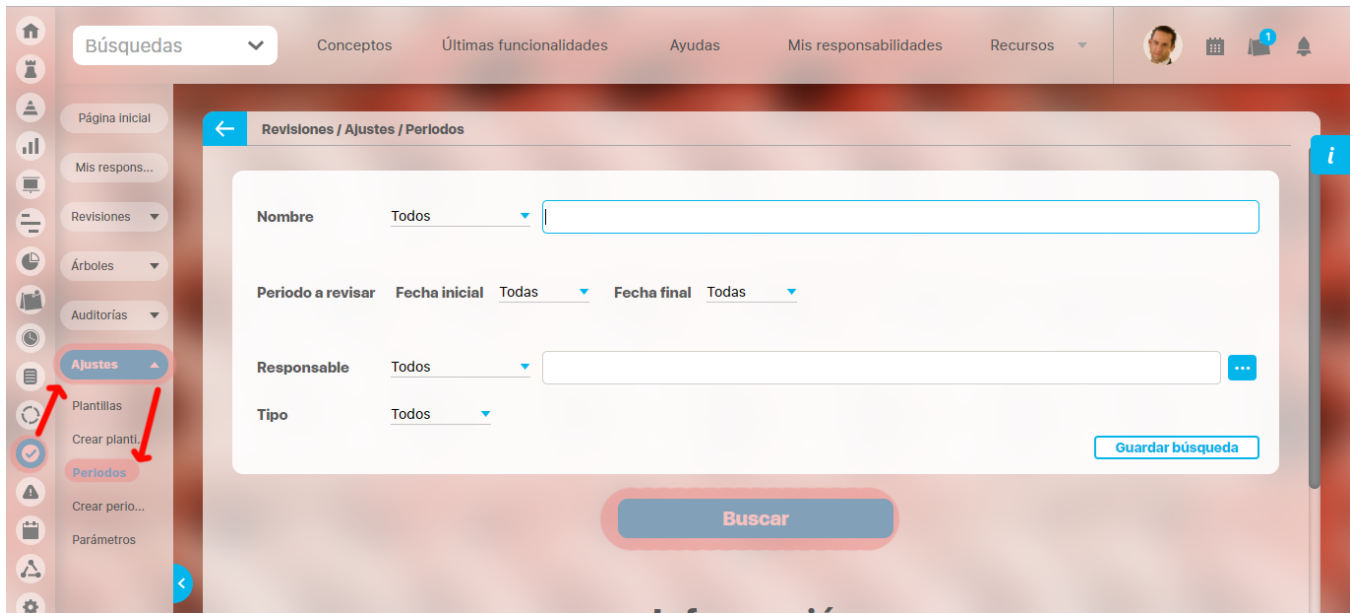 Búsquedas
Conceptos
Últimas funcionalidades
Ayudas
Mis responsabilidades
Recursos
1
Página inicial
Mis respons...
Revisiones
Árboles
Auditorías
Ajustes
Plantillas
Crear planti...
Periodos
Crear perio...
Parámetros
Revisiones / Ajustes / Periodos
i
Nombre Todos
Periodo a revisar Fecha inicial Todas Fecha final Todas
Responsable Todos ...
Tipo Todos
Guardar búsqueda
Buscar